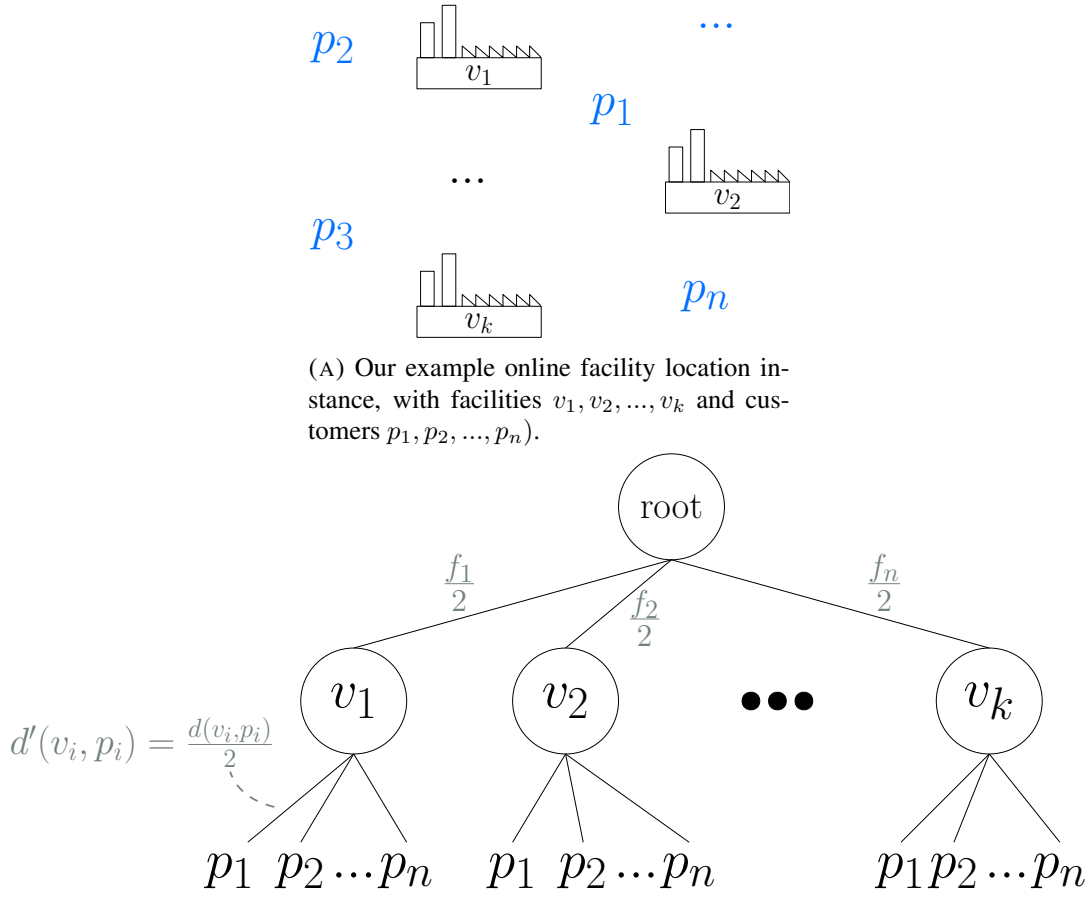 p₂
...
v₁
p₁
...
v₂
p₃
pₙ
vₖ
(A) Our example online facility location in-
stance, with facilities v₁, v₂, ..., vₖ and cus-
tomers p₁, p₂, ..., pₙ).
root
f₁/2
f₂/2
fₙ/2
v₁ v₂ ••• vₖ
d′(vᵢ, pᵢ) = d(vᵢ,pᵢ)/2
p₁ p₂ ... pₙ p₁ p₂ ... pₙ p₁ p₂ ... pₙ